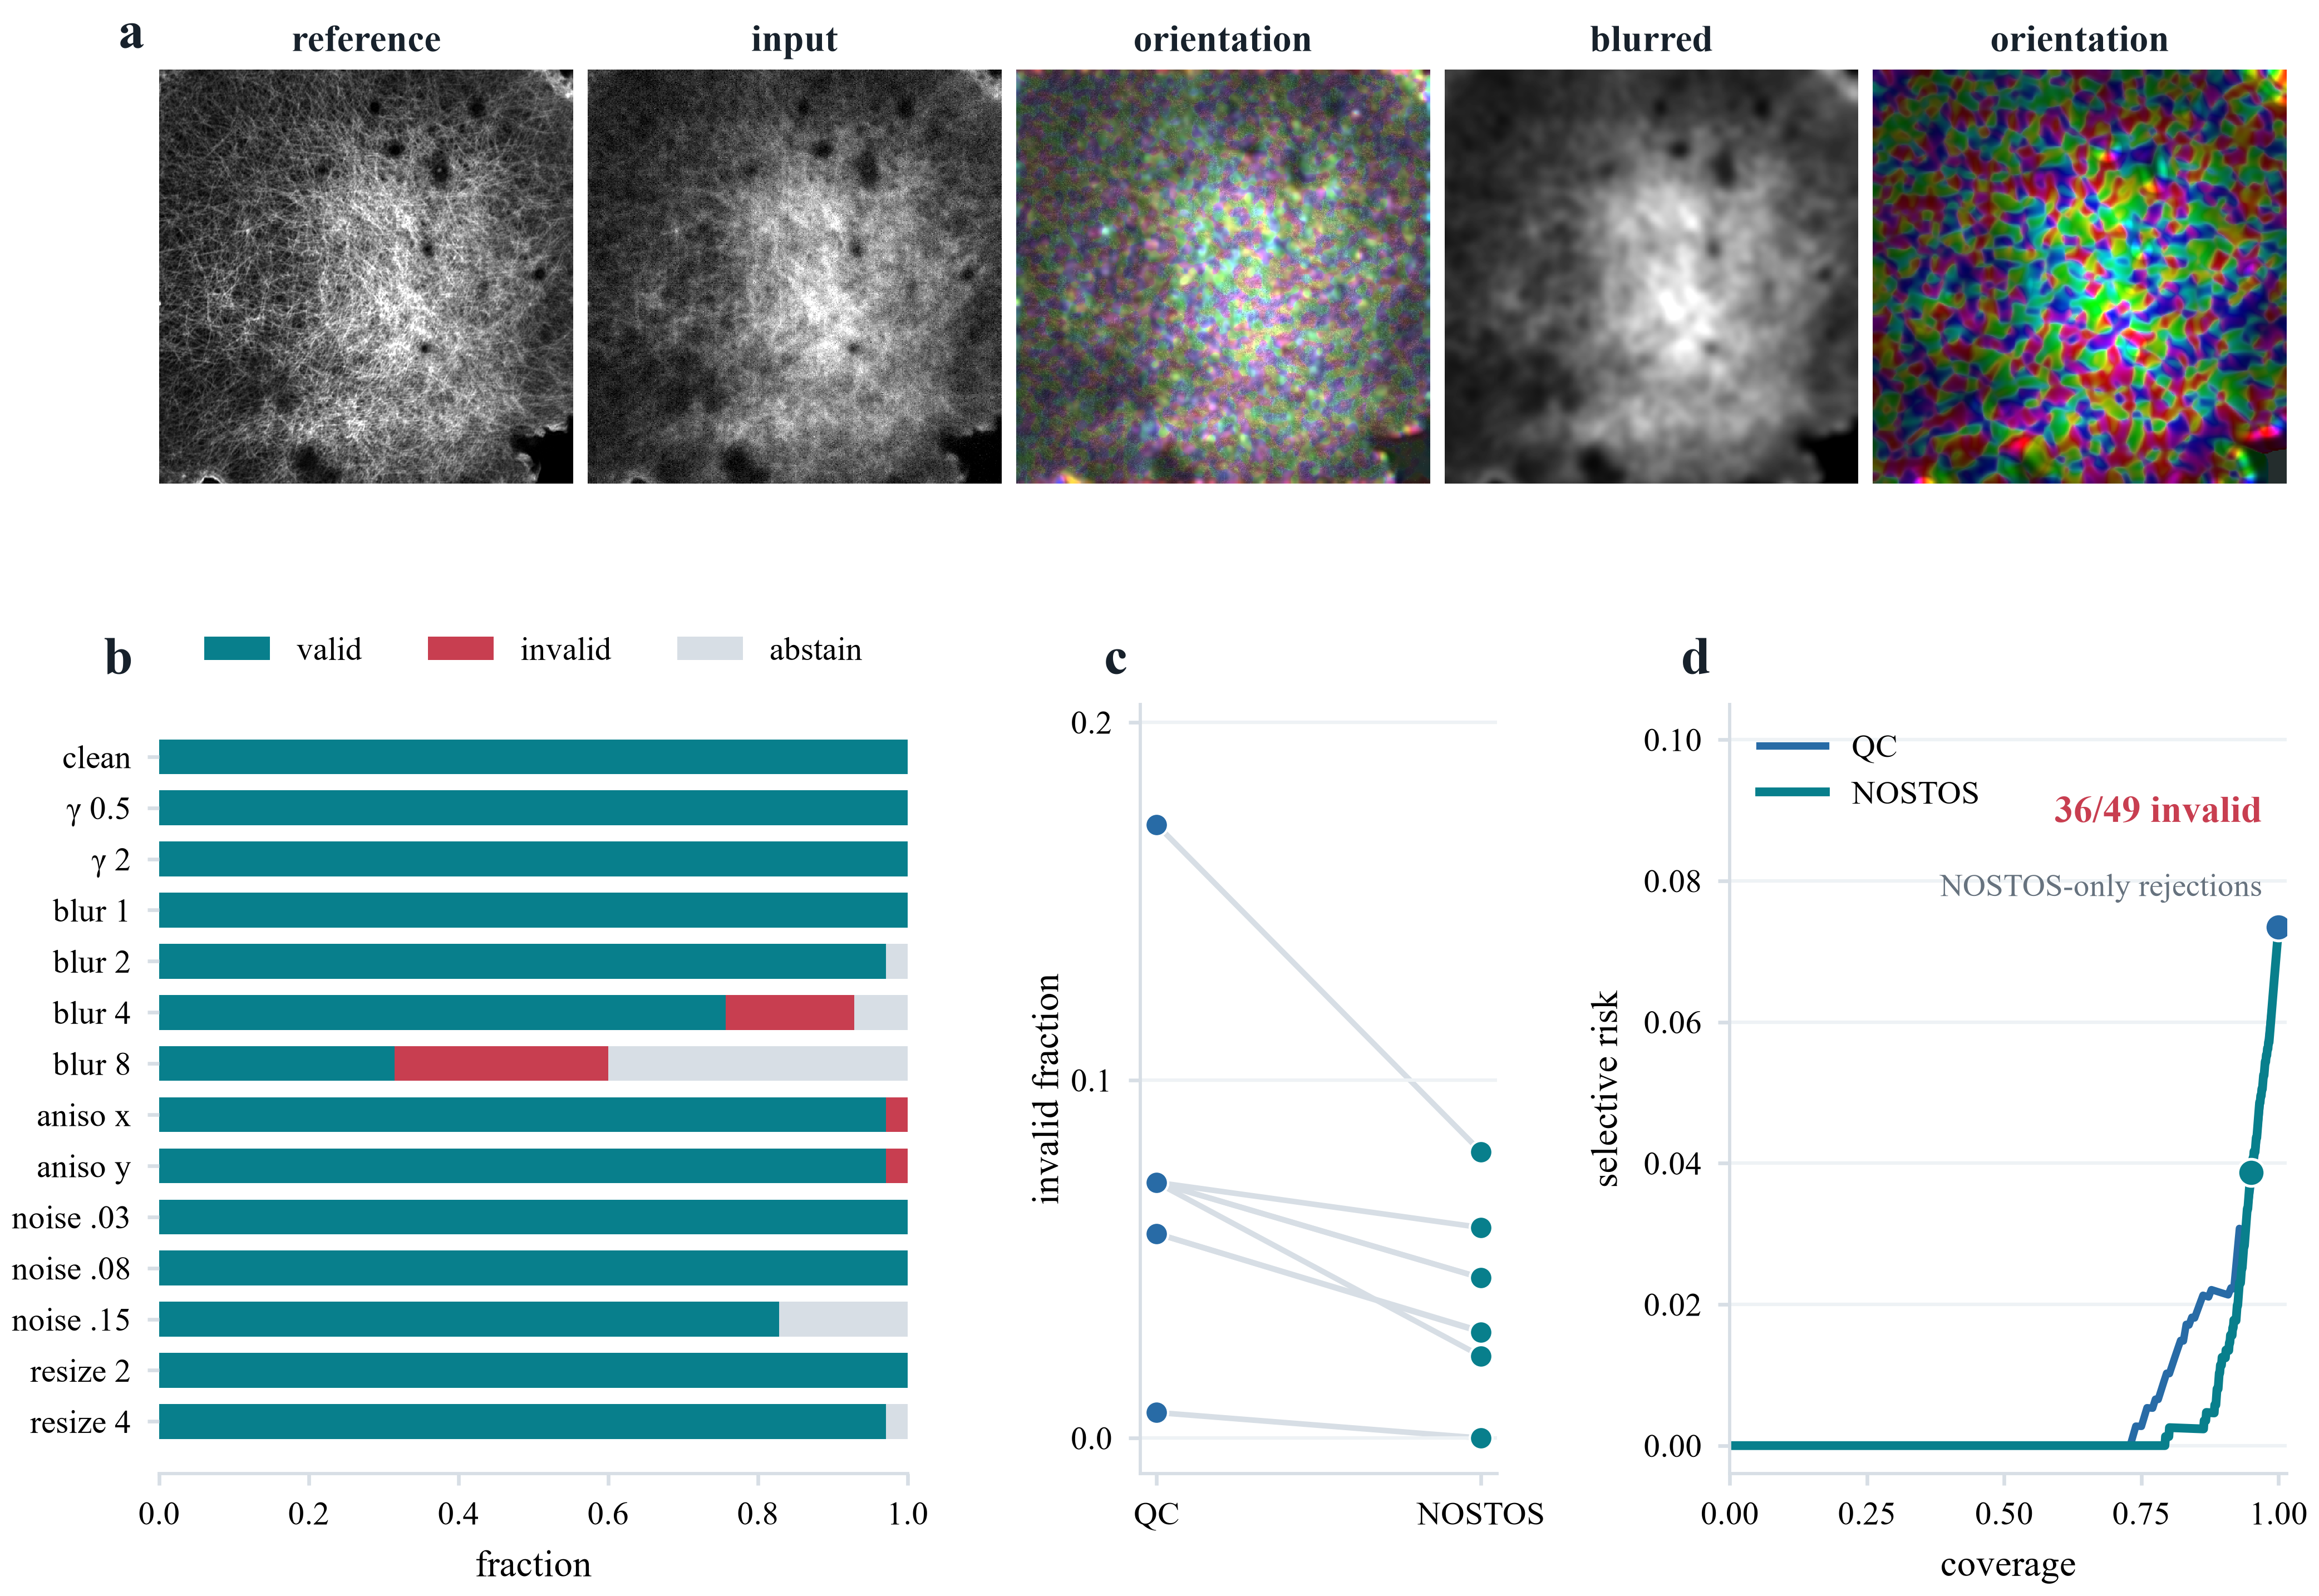 a
reference input orientation blurred orientation
b
valid invalid abstain
clean
γ 0.5
γ 2
blur 1
blur 2
blur 4
blur 8
aniso x
aniso y
noise .03
noise .08
noise .15
resize 2
resize 4
0.0 0.2 0.4 0.6 0.8 1.0
fraction
c
invalid fraction
0.2
0.1
0.0
QC NOSTOS
d
selective risk
0.10
0.08
0.06
0.04
0.02
0.00
QC
NOSTOS
36/49 invalid
NOSTOS-only rejections
0.00 0.25 0.50 0.75 1.00
coverage